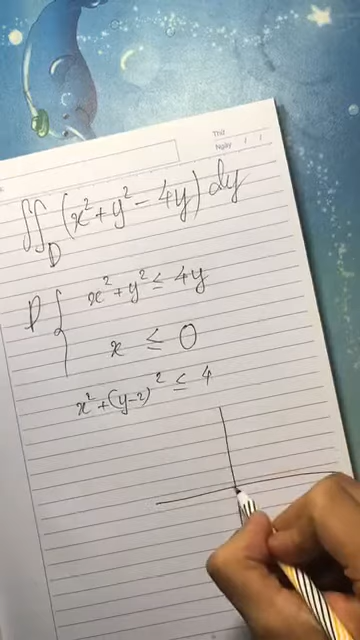 Thứ
Ngày / /
∬_D (x² + y² - 4y) dy
D { x² + y² ≤ 4y
x ≤ 0
x² + (y-2)² ≤ 4